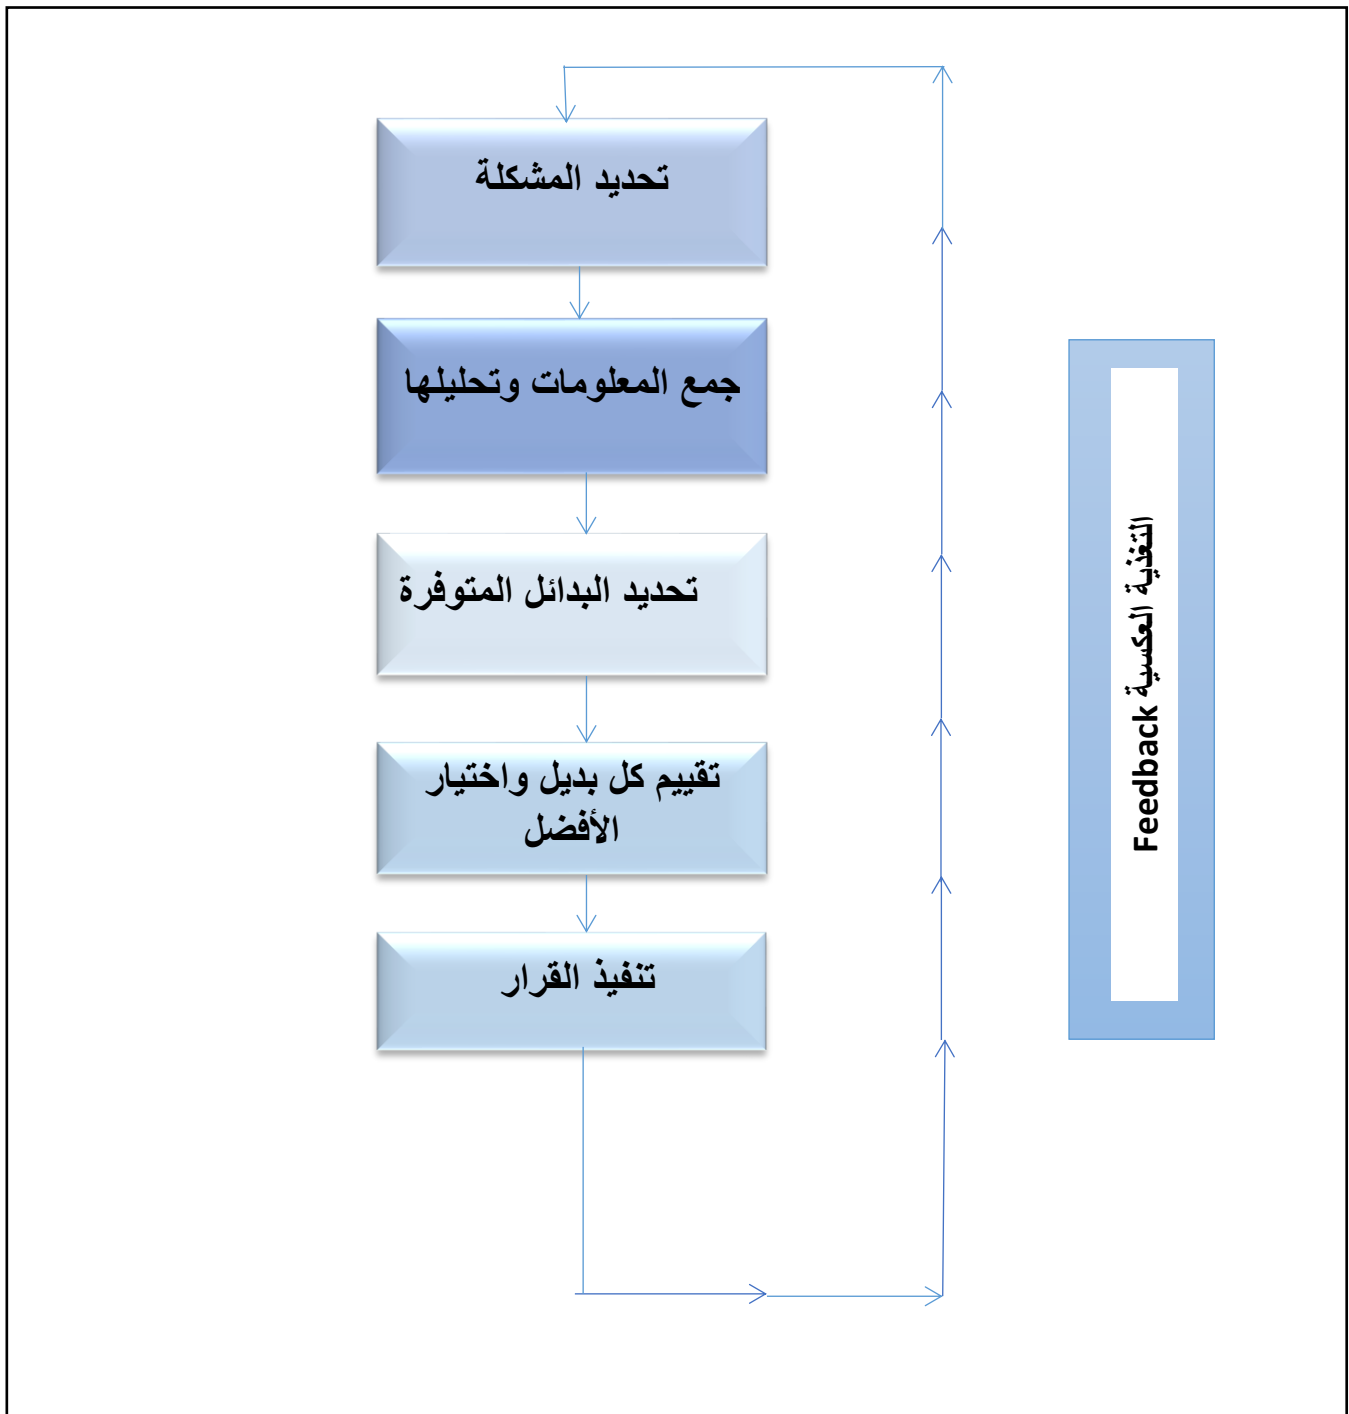 تحديد المشكلة
جمع المعلومات وتحليلها
تحديد البدائل المتوفرة
تقييم كل بديل واختيار
الأفضل
تنفيذ القرار
التغذية العكسية Feedback